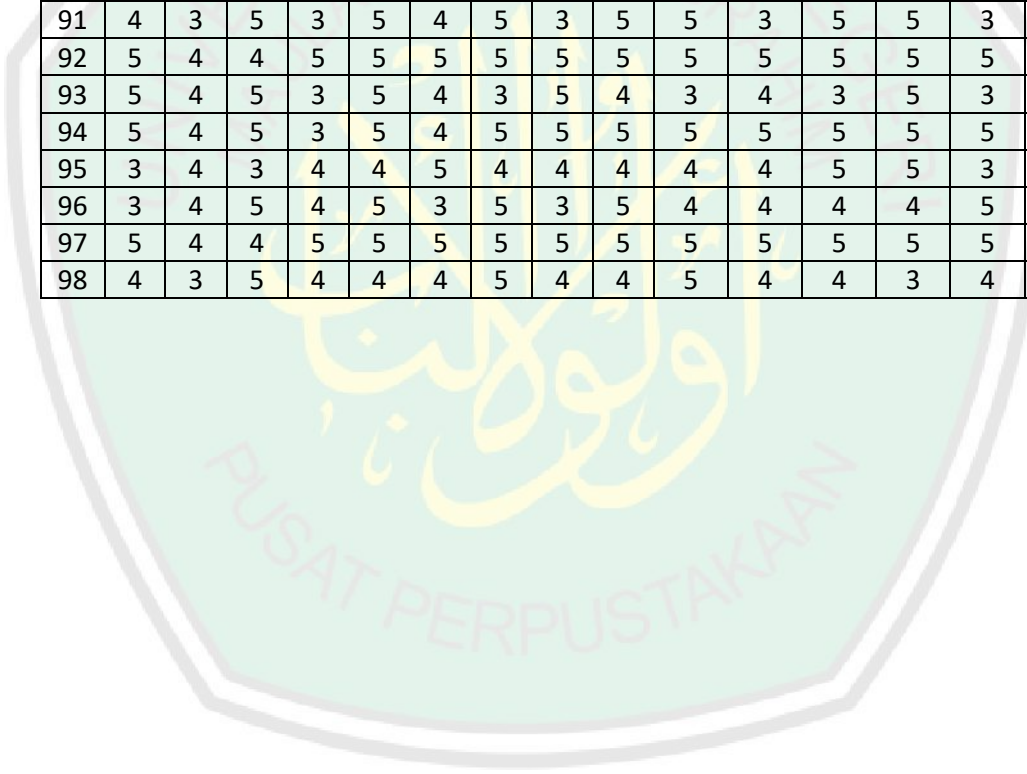 91 4 3 5 3 5 4 5 3 5 5 3 5 5 3
92 5 4 4 5 5 5 5 5 5 5 5 5 5 5
93 5 4 5 3 5 4 3 5 4 3 4 3 5 3
94 5 4 5 3 5 4 5 5 5 5 5 5 5 5
95 3 4 3 4 4 5 4 4 4 4 4 5 5 3
96 3 4 5 4 5 3 5 3 5 4 4 4 4 5
97 5 4 4 5 5 5 5 5 5 5 5 5 5 5
98 4 3 5 4 4 4 5 4 4 5 4 4 3 4
PUSAT PERPUSTAKAAN